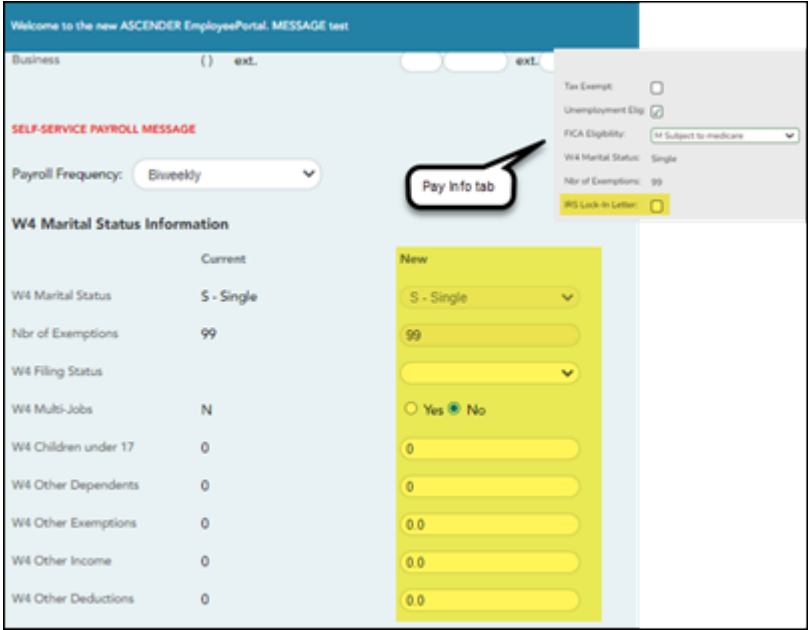 Welcome to the new ASCENDER EmployeePortal. MESSAGE test
Business ( ) ext. ext.
Tax Exempt:
Unemployment Elig:
SELF-SERVICE PAYROLL MESSAGE
FICA Eligibility: M Subject to medicare
W4 Marital Status: Single
Payroll Frequency: Biweekly
Pay Info tab
Nbr of Exemptions: 99
IRS Lock-In Letter:
W4 Marital Status Information
Current New
W4 Marital Status S - Single S - Single
Nbr of Exemptions 99 99
W4 Filing Status
W4 Multi-Jobs N Yes No
W4 Children under 17 0 0
W4 Other Dependents 0 0
W4 Other Exemptions 0 0.0
W4 Other Income 0 0.0
W4 Other Deductions 0 0.0